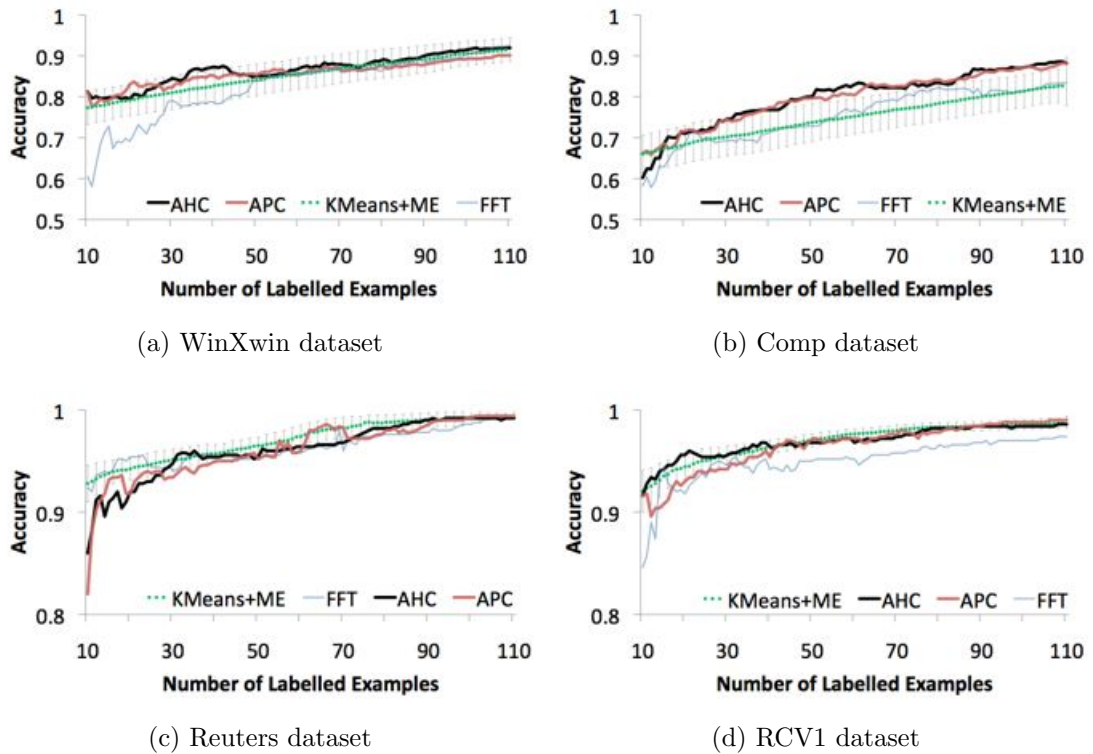 1
0.9
0.8
0.7
0.6
0.5
Accuracy
AHC APC KMeans+ME FFT
10 30 50 70 90 110
Number of Labelled Examples
(a) WinXwin dataset
1
0.9
0.8
0.7
0.6
0.5
Accuracy
AHC APC FFT KMeans+ME
10 30 50 70 90 110
Number of Labelled Examples
(b) Comp dataset
1
0.9
0.8
Accuracy
KMeans+ME FFT AHC APC
10 30 50 70 90 110
Number of Labelled Examples
(c) Reuters dataset
1
0.9
0.8
Accuracy
KMeans+ME AHC APC FFT
10 30 50 70 90 110
Number of Labelled Examples
(d) RCV1 dataset